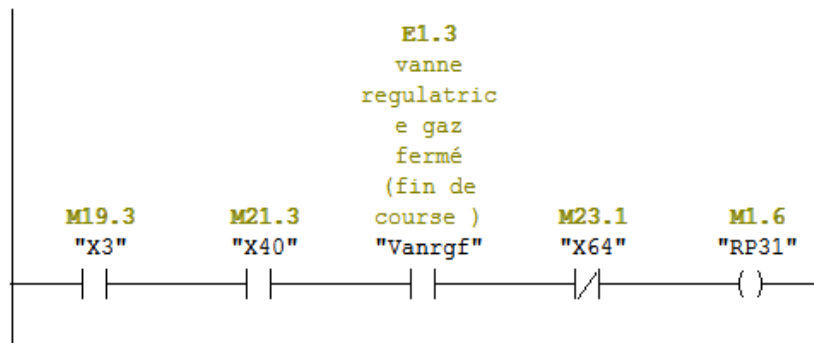 E1.3
vanne
regulatric
e gaz
fermé
(fin de
M19.3 M21.3 course ) M23.1 M1.6
"X3" "X40" "Vanrgf" "X64" "RP31"